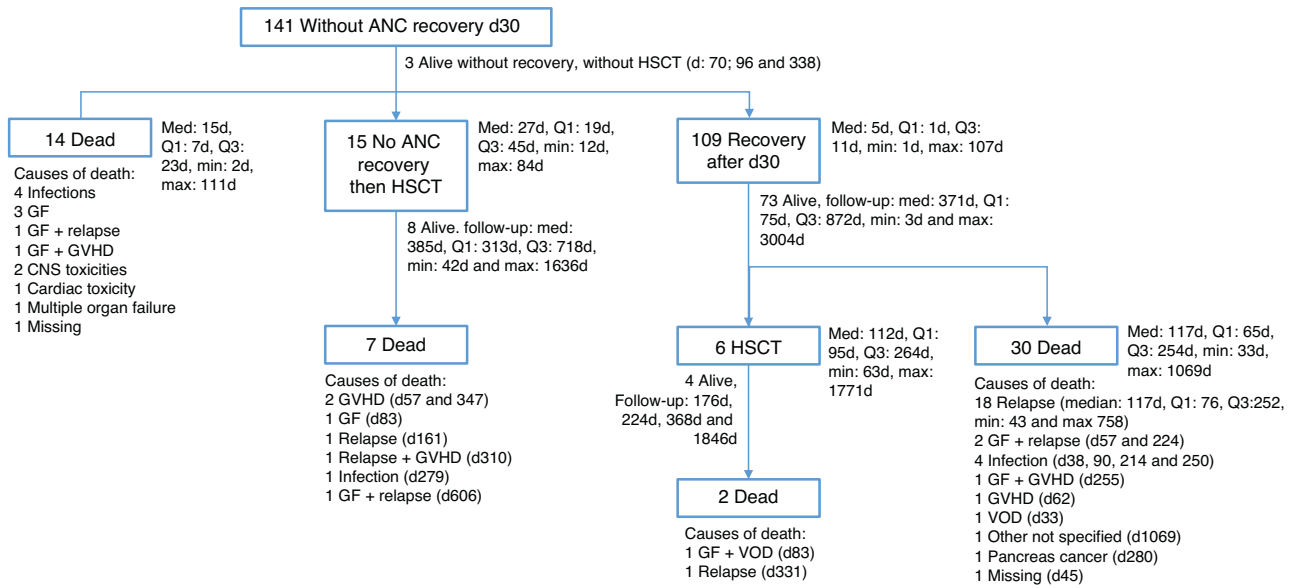 141 Without ANC recovery d30
3 Alive without recovery, without HSCT (d: 70; 96 and 338)
14 Dead
Med: 15d,
Q1: 7d, Q3:
23d, min: 2d,
max: 111d
Causes of death:
4 Infections
3 GF
1 GF + relapse
1 GF + GVHD
2 CNS toxicities
1 Cardiac toxicity
1 Multiple organ failure
1 Missing
15 No ANC
recovery
then HSCT
Med: 27d, Q1: 19d,
Q3: 45d, min: 12d,
max: 84d
8 Alive. follow-up: med:
385d, Q1: 313d, Q3: 718d,
min: 42d and max: 1636d
7 Dead
Causes of death:
2 GVHD (d57 and 347)
1 GF (d83)
1 Relapse (d161)
1 Relapse + GVHD (d310)
1 Infection (d279)
1 GF + relapse (d606)
109 Recovery
after d30
Med: 5d, Q1: 1d, Q3:
11d, min: 1d, max: 107d
73 Alive, follow-up: med: 371d, Q1:
75d, Q3: 872d, min: 3d and max:
3004d
6 HSCT
Med: 112d, Q1:
95d, Q3: 264d,
min: 63d, max:
1771d
4 Alive,
Follow-up: 176d,
224d, 368d and
1846d
2 Dead
Causes of death:
1 GF + VOD (d83)
1 Relapse (d331)
30 Dead
Med: 117d, Q1: 65d,
Q3: 254d, min: 33d,
max: 1069d
Causes of death:
18 Relapse (median: 117d, Q1: 76, Q3:252,
min: 43 and max 758)
2 GF + relapse (d57 and 224)
4 Infection (d38, 90, 214 and 250)
1 GF + GVHD (d255)
1 GVHD (d62)
1 VOD (d33)
1 Other not specified (d1069)
1 Pancreas cancer (d280)
1 Missing (d45)